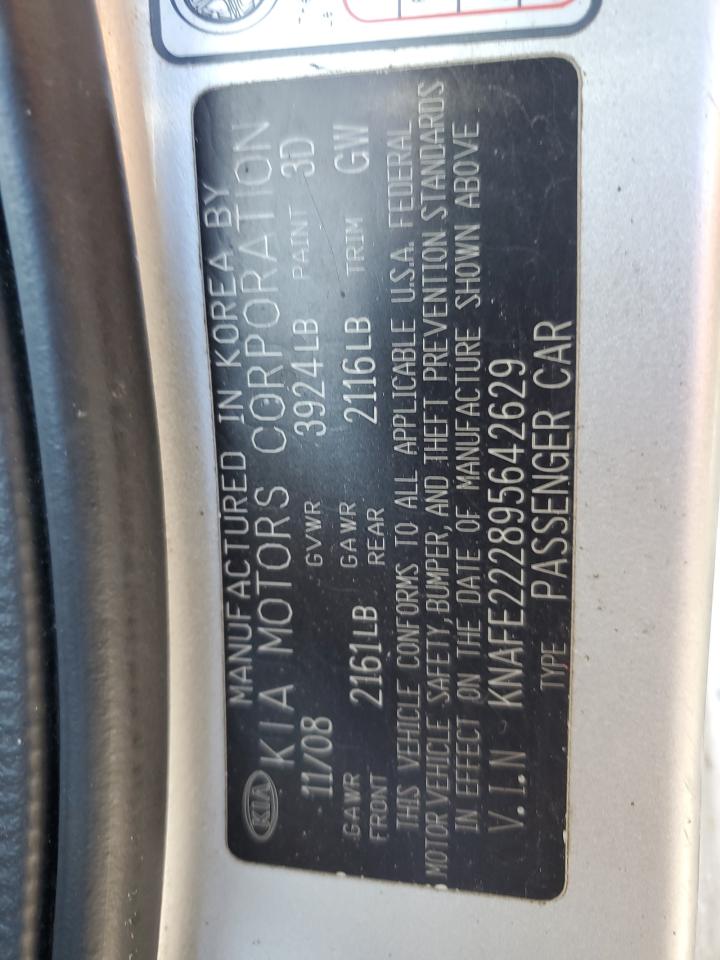 MANUFACTURED IN KOREA BY
KIA KIA MOTORS CORPORATION
11/08 GVWR 3924LB PAINT 3D
GAWR FRONT 2161LB GAWR REAR 2116LB TRIM GW
THIS VEHICLE CONFORMS TO ALL APPLICABLE U.S.A. FEDERAL
MOTOR VEHICLE SAFETY, BUMPER, AND THEFT PREVENTION STANDARDS
IN EFFECT ON THE DATE OF MANUFACTURE SHOWN ABOVE
V.I.N KNAFE222895642629
TYPE PASSENGER CAR